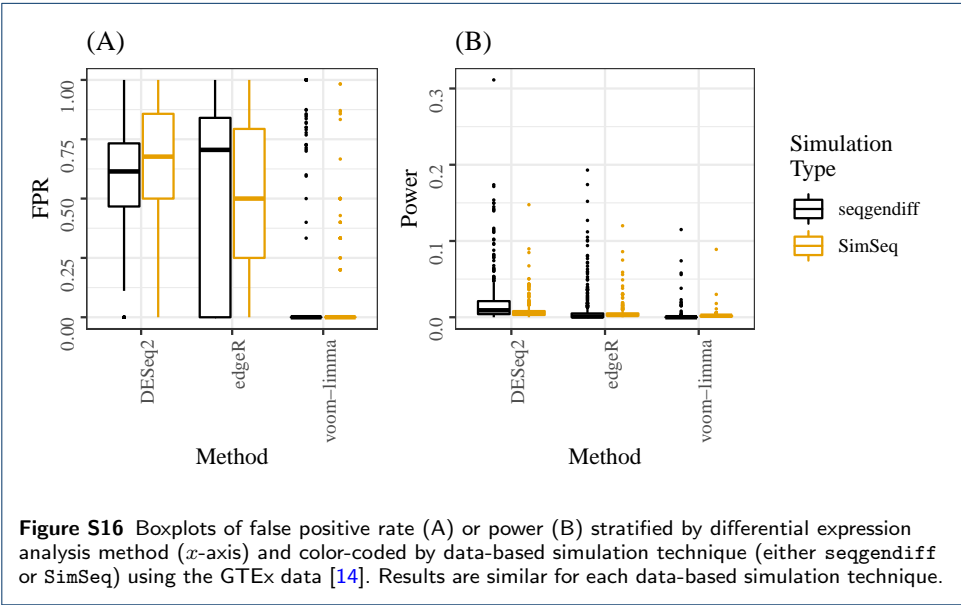 (A)
(B)
FPR
0.00
0.25
0.50
0.75
1.00
DESeq2
edgeR
voom−limma
Method
Power
0.0
0.1
0.2
0.3
DESeq2
edgeR
voom−limma
Method
Simulation
Type
seqgendiff
SimSeq
Figure S16 Boxplots of false positive rate (A) or power (B) stratified by differential expression
analysis method (x-axis) and color-coded by data-based simulation technique (either seqgendiff
or SimSeq) using the GTEx data [14]. Results are similar for each data-based simulation technique.